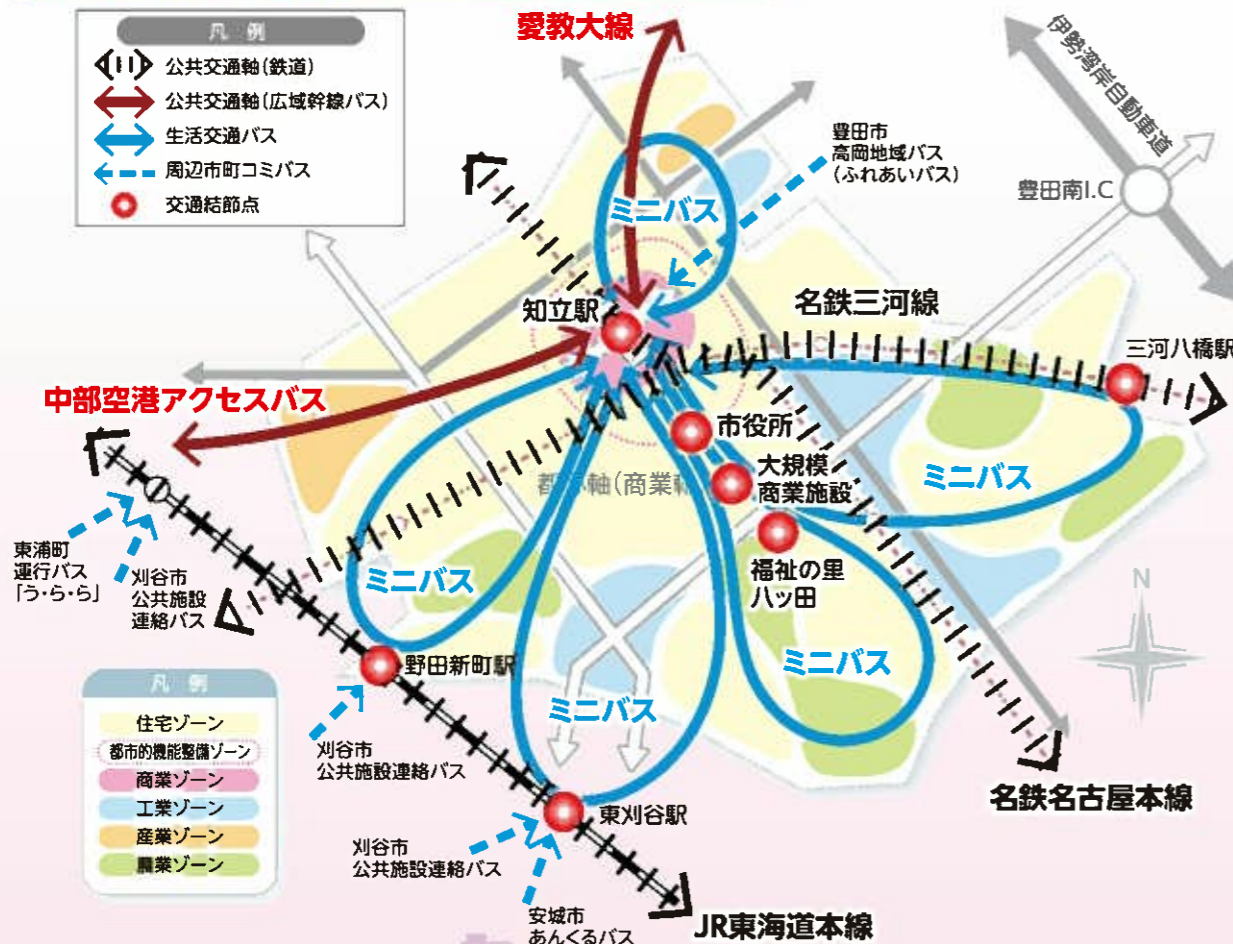 凡 例
公共交通軸(鉄道)
公共交通軸(広域幹線バス)
生活交通バス
周辺市町コミバス
交通結節点
愛教大線
伊勢湾岸自動車道
豊田市
高岡地域バス
(ふれあいバス)
豊田南I.C
ミニバス
知立駅
名鉄三河線
三河八橋駅
中部空港アクセスバス
市役所
大規模
商業施設
ミニバス
東浦町
運行バス
「う・ら・ら」
刈谷市
公共施設
連絡バス
ミニバス
福祉の里
八ッ田
N
野田新町駅
ミニバス
ミニバス
凡 例
住宅ゾーン
都市的機能整備ゾーン
商業ゾーン
工業ゾーン
産業ゾーン
農業ゾーン
刈谷市
公共施設連絡バス
名鉄名古屋本線
東刈谷駅
刈谷市
公共施設連絡バス
安城市
あんくるバス
JR東海道本線